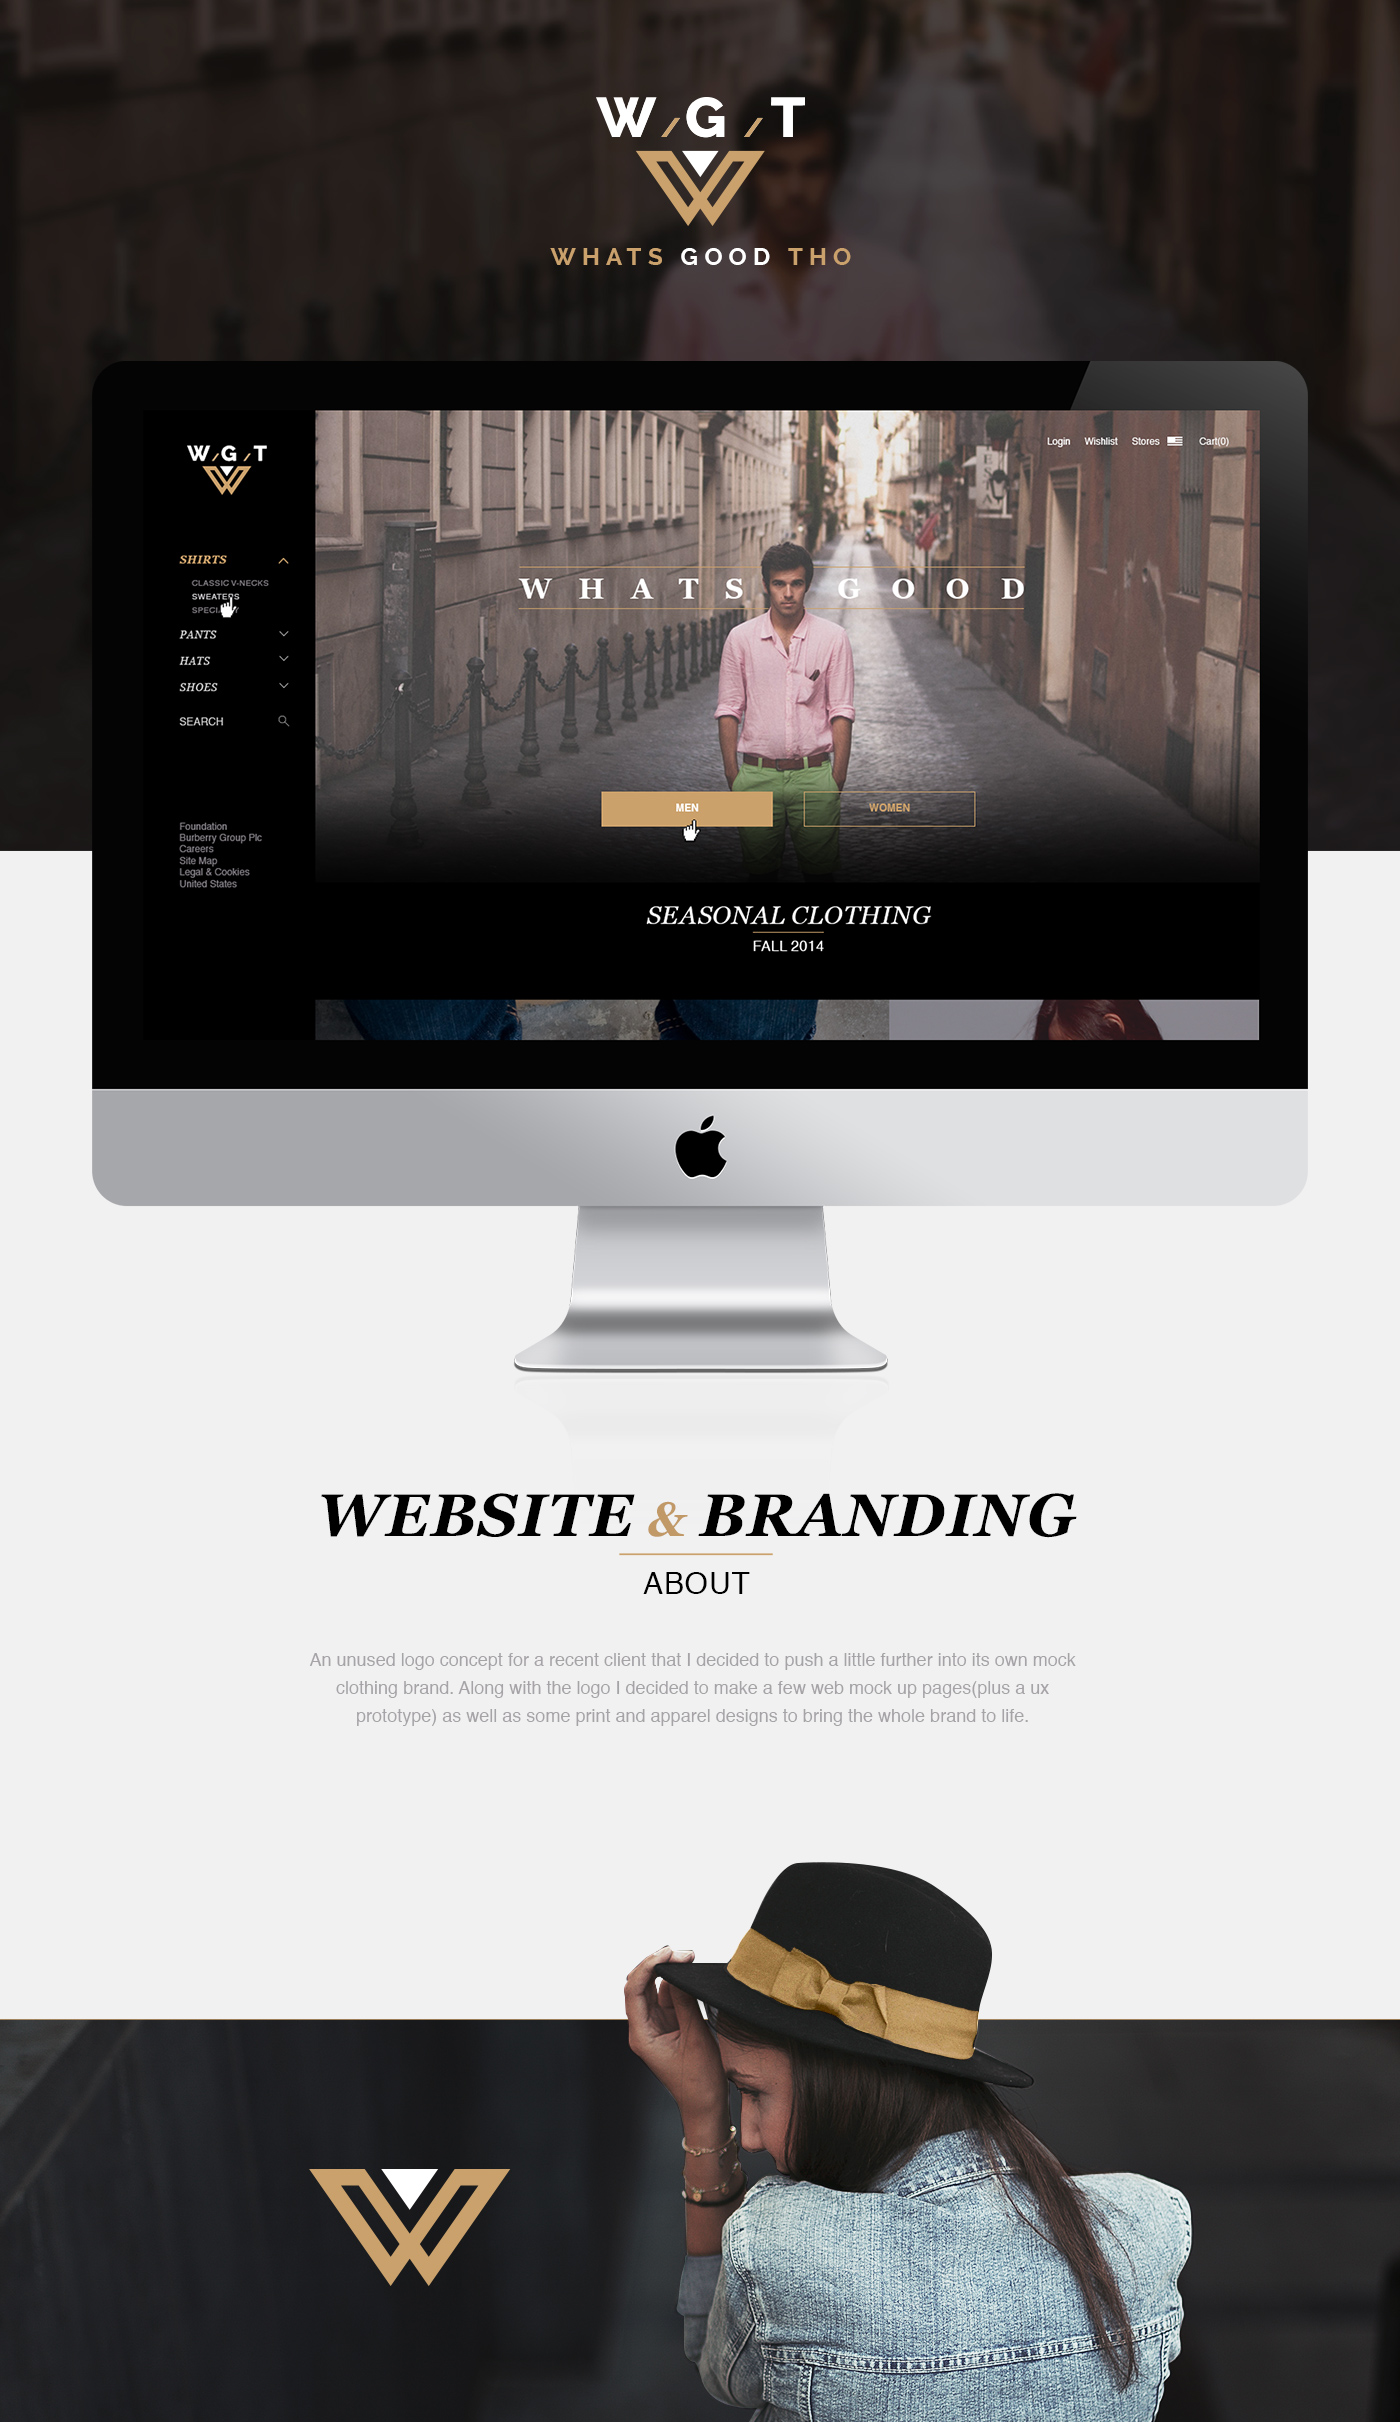 W / G / T
WHATS GOOD THO
W / G / T
Login Wishlist Stores Cart(0)
WHATS GOOD
SHIRTS
CLASSIC V-NECKS
SWEATERS
PANTS
HATS
SHOES
SEARCH
MEN
WOMEN
Foundation
Burberry Group Plc
Careers
Site Map
Legal & Cookies
United States
SEASONAL CLOTHING
FALL 2014
WEBSITE & BRANDING
ABOUT
An unused logo concept for a recent client that I decided to push a little further into its own mock
clothing brand. Along with the logo I decided to make a few web mock up pages(plus a ux
prototype) as well as some print and apparel designs to bring the whole brand to life.